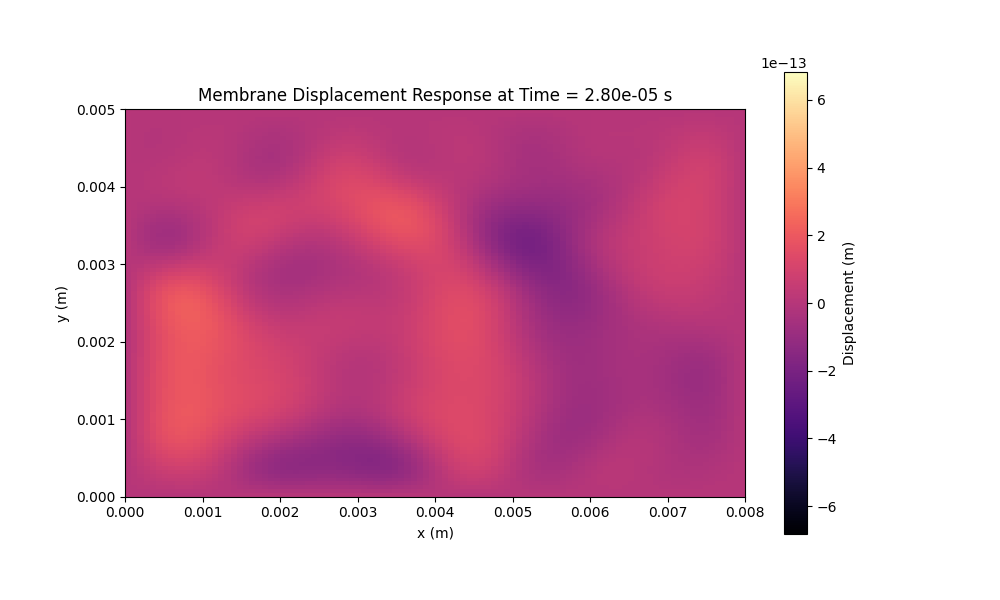 1e−13
Membrane Displacement Response at Time = 2.80e-05 s
0.005
0.004
0.003
0.002
0.001
0.000
y (m)
0.000 0.001 0.002 0.003 0.004 0.005 0.006 0.007 0.008
x (m)
6
4
2
0
−2
−4
−6
Displacement (m)